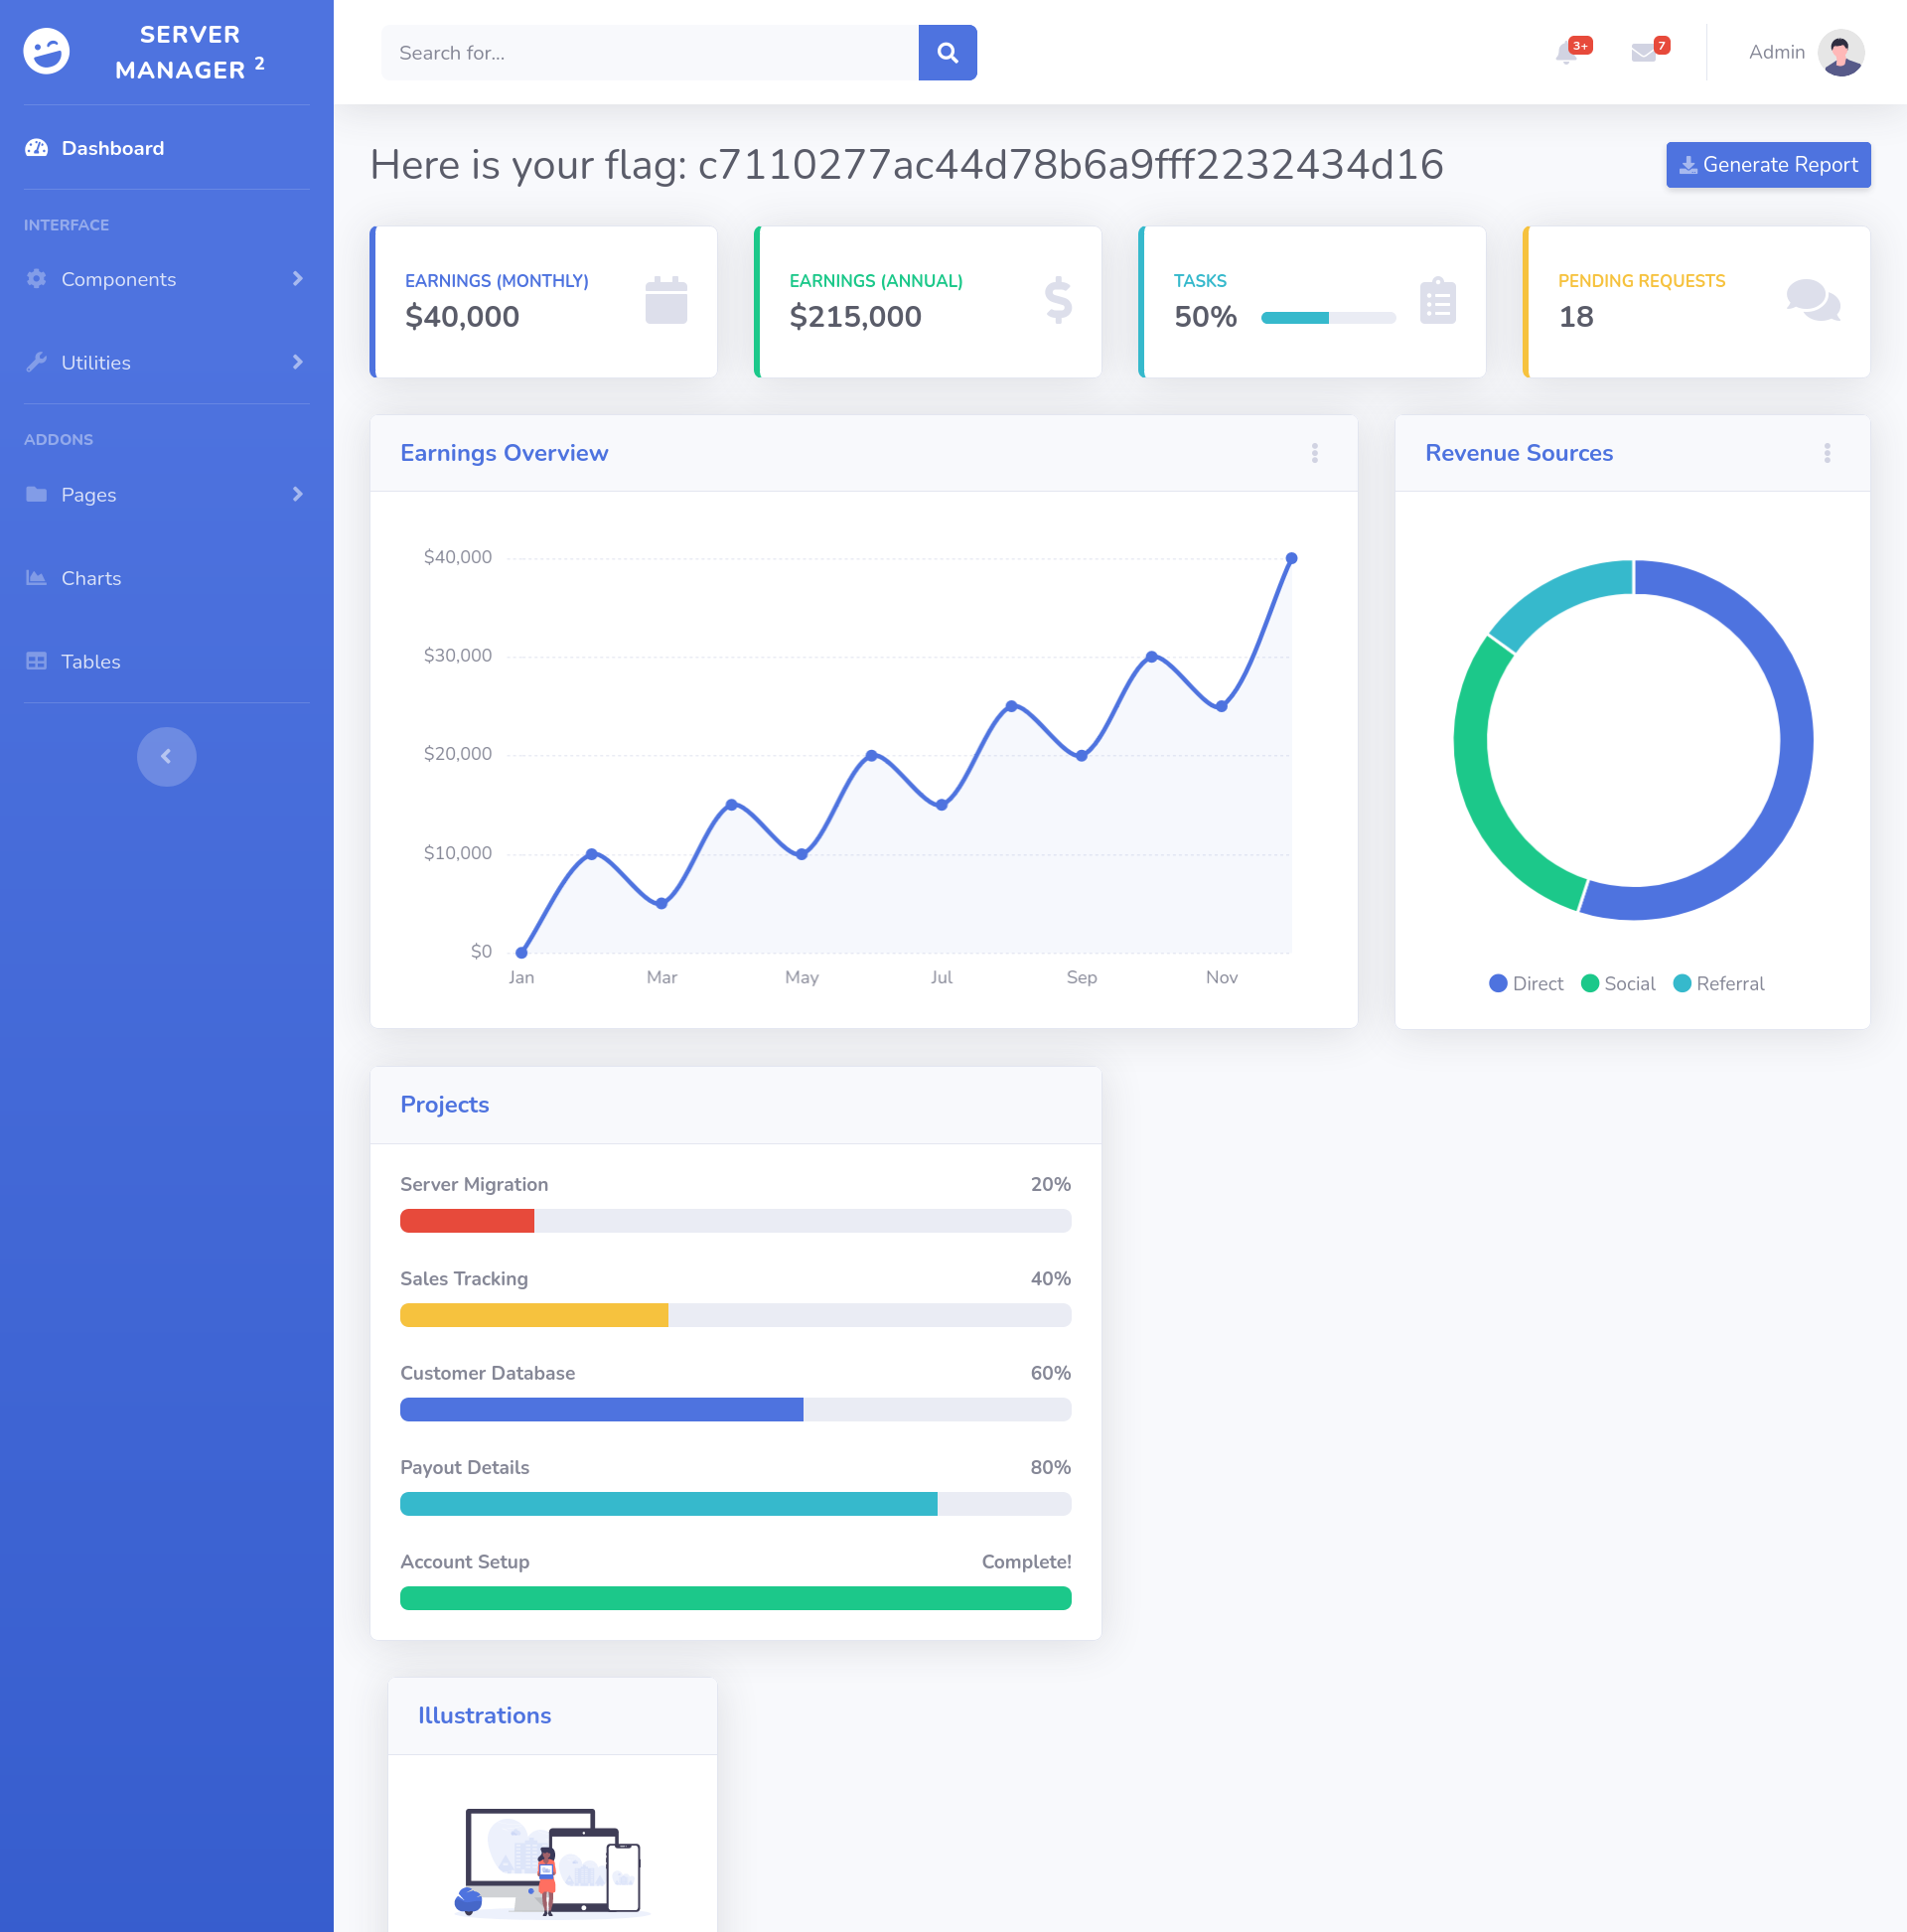 SERVER
MANAGER 2
Dashboard
INTERFACE
Components
Utilities
ADDONS
Pages
Charts
Tables
Search for...
3+
7
Admin
Here is your flag: c7110277ac44d78b6a9fff2232434d16
Generate Report
EARNINGS (MONTHLY)
$40,000
EARNINGS (ANNUAL)
$215,000
TASKS
50%
PENDING REQUESTS
18
Earnings Overview
$40,000
$30,000
$20,000
$10,000
$0
Jan Mar May Jul Sep Nov
Revenue Sources
Direct Social Referral
Projects
Server Migration 20%
Sales Tracking 40%
Customer Database 60%
Payout Details 80%
Account Setup Complete!
Illustrations